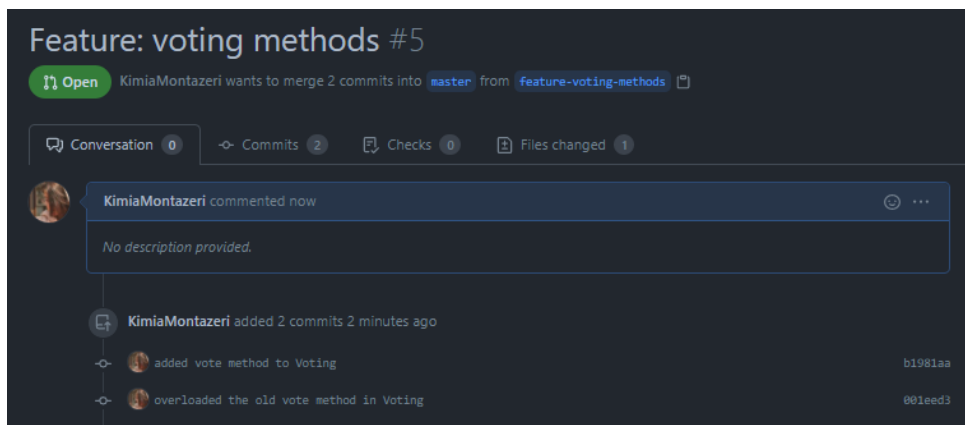 Feature: voting methods #5
Open KimiaMontazeri wants to merge 2 commits into master from feature-voting-methods
Conversation 0 Commits 2 Checks 0 Files changed 1
KimiaMontazeri commented now
No description provided.
KimiaMontazeri added 2 commits 2 minutes ago
added vote method to Voting b1981aa
overloaded the old vote method in Voting 001eed3